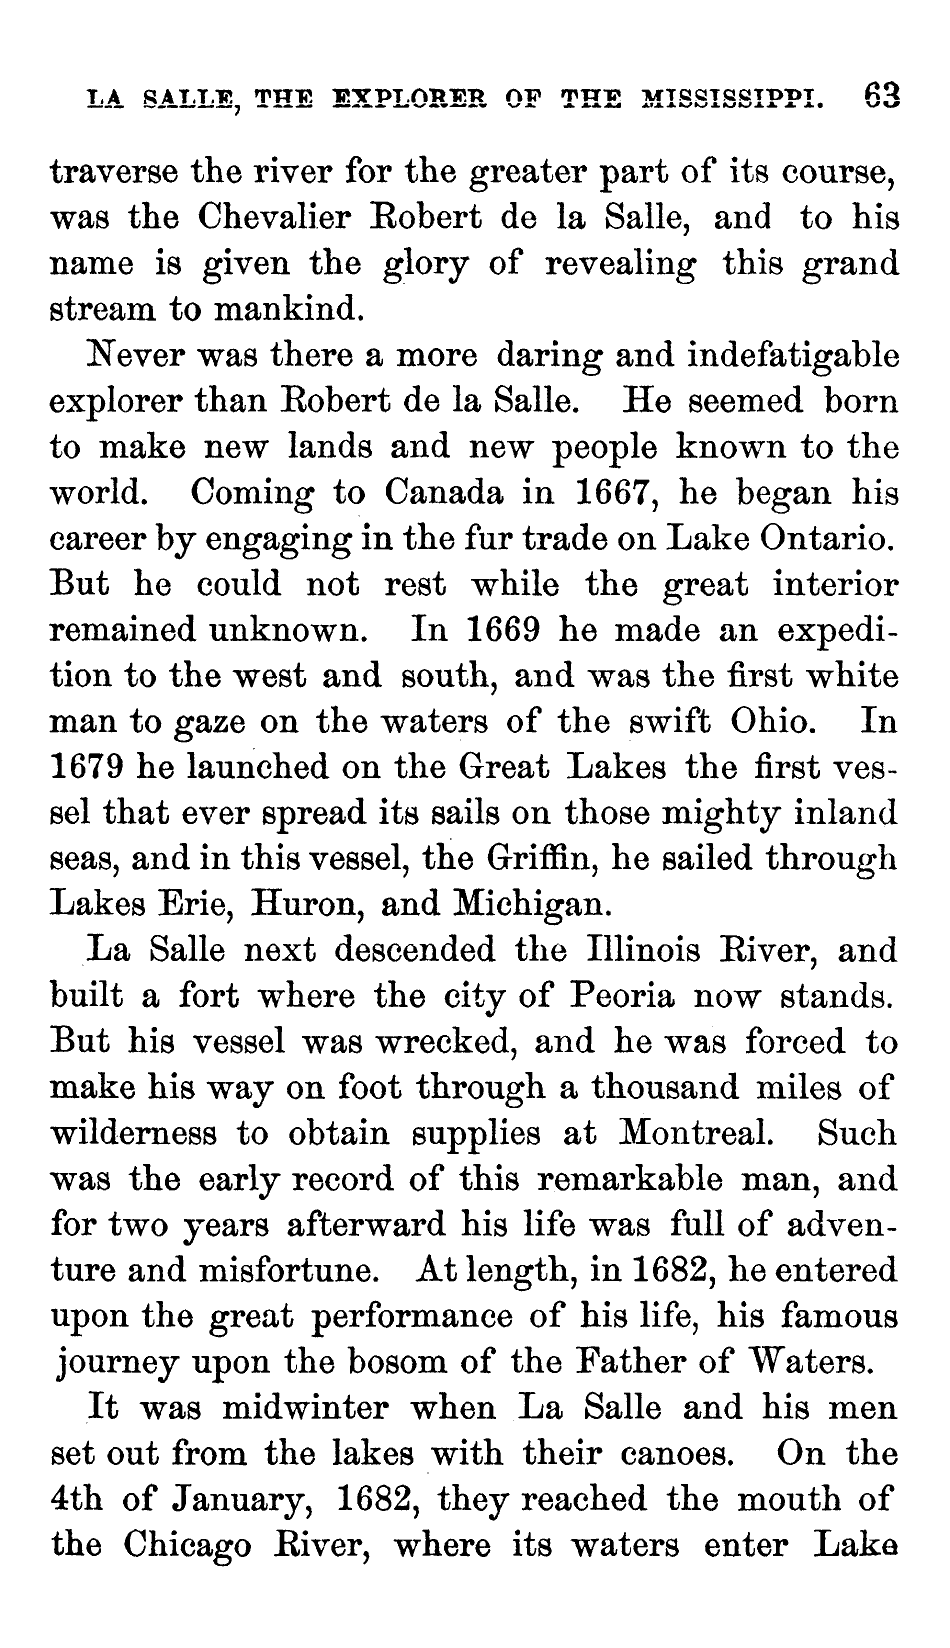 LA SALLE, THE EXPLORER OF THE MISSISSIPPI. 63
traverse the river for the greater part of its course,
was the Chevalier Robert de la Salle, and to his
name is given the glory of revealing this grand
stream to mankind.
Never was there a more daring and indefatigable
explorer than Robert de la Salle. He seemed born
to make new lands and new people known to the
world. Coming to Canada in 1667, he began his
career by engaging in the fur trade on Lake Ontario.
But he could not rest while the great interior
remained unknown. In 1669 he made an expedi-
tion to the west and south, and was the first white
man to gaze on the waters of the swift Ohio. In
1679 he launched on the Great Lakes the first ves-
sel that ever spread its sails on those mighty inland
seas, and in this vessel, the Griffin, he sailed through
Lakes Erie, Huron, and Michigan.
La Salle next descended the Illinois River, and
built a fort where the city of Peoria now stands.
But his vessel was wrecked, and he was forced to
make his way on foot through a thousand miles of
wilderness to obtain supplies at Montreal. Such
was the early record of this remarkable man, and
for two years afterward his life was full of adven-
ture and misfortune. At length, in 1682, he entered
upon the great performance of his life, his famous
journey upon the bosom of the Father of Waters.
It was midwinter when La Salle and his men
set out from the lakes with their canoes. On the
4th of January, 1682, they reached the mouth of
the Chicago River, where its waters enter Lake